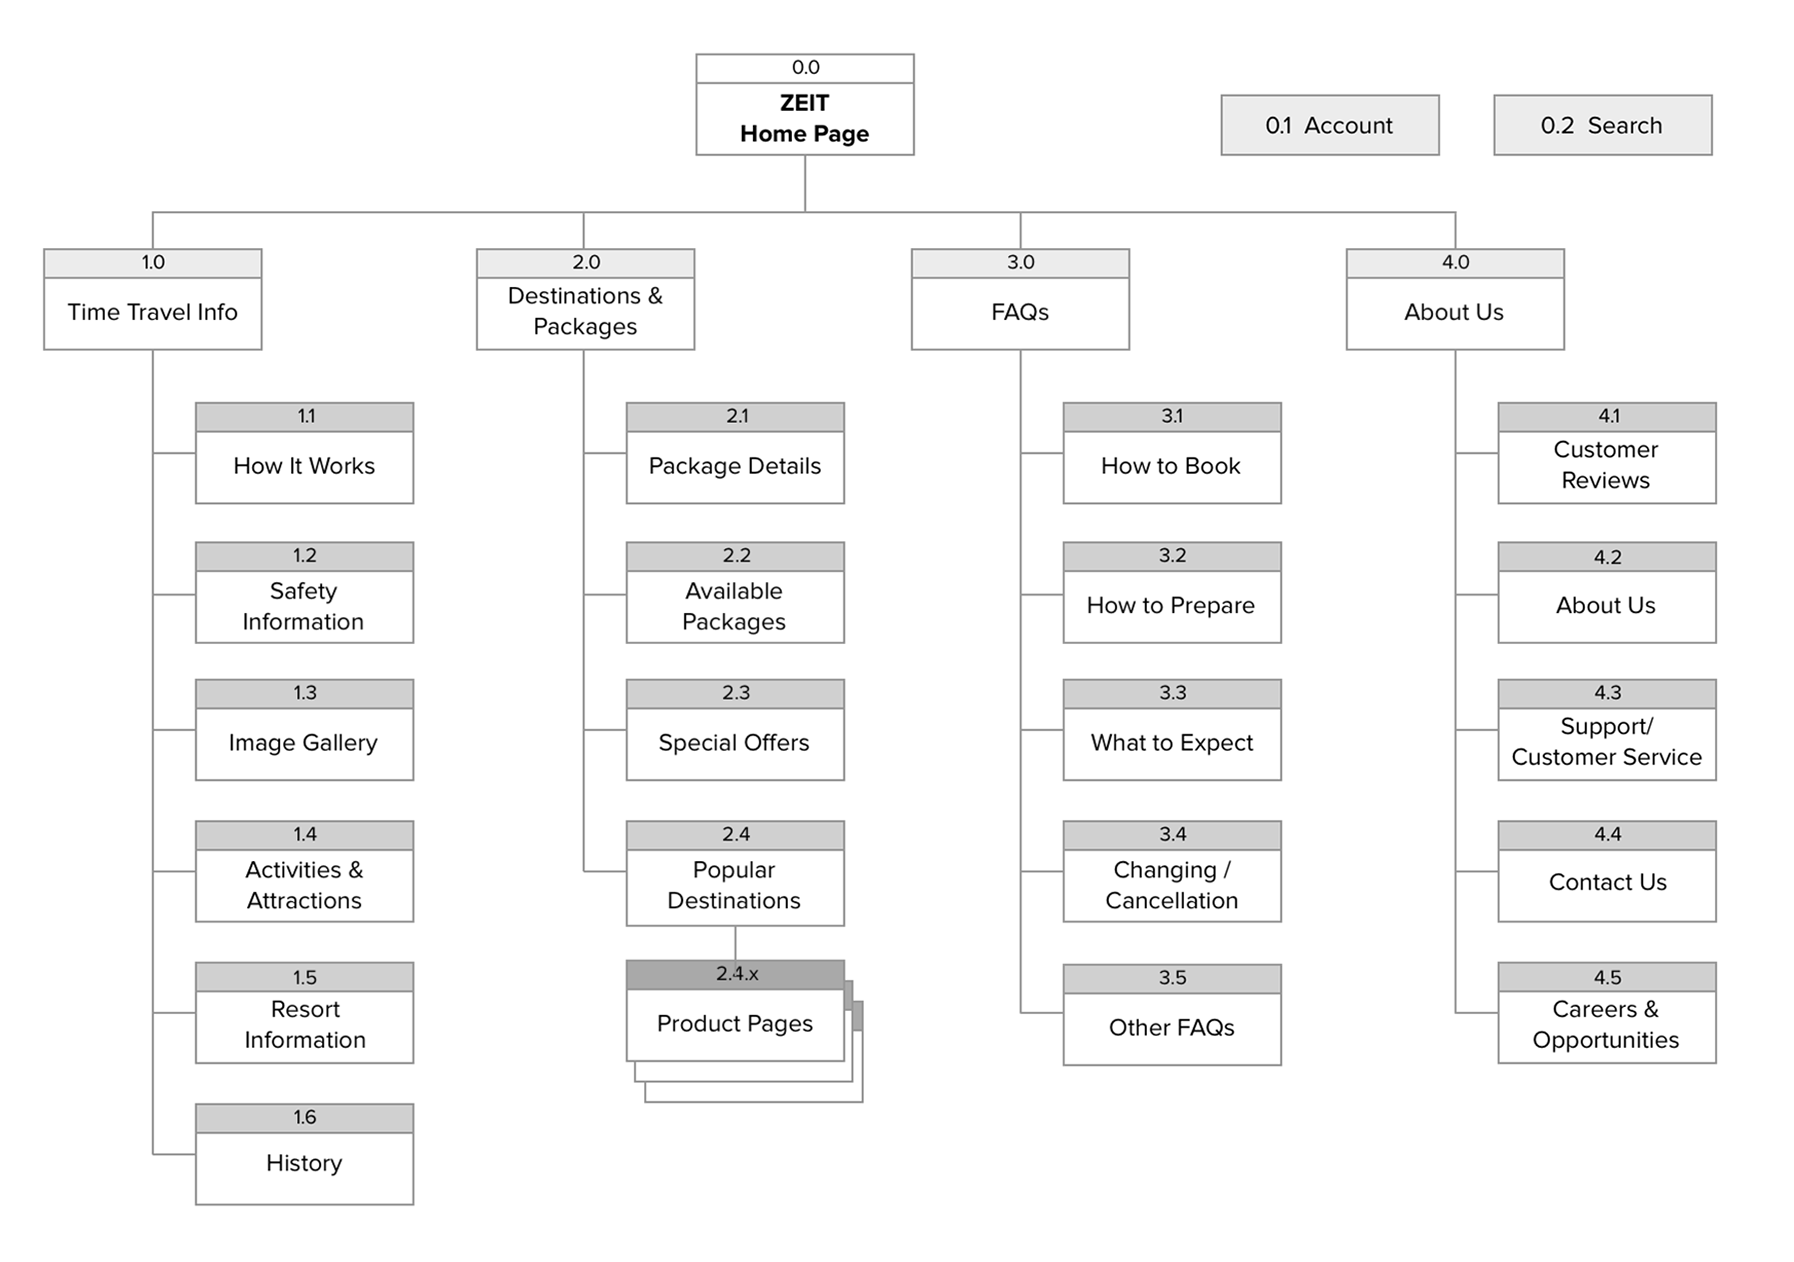 0.0
ZEIT
Home Page
0.1 Account
0.2 Search
1.0
Time Travel Info
2.0
Destinations &
Packages
3.0
FAQs
4.0
About Us
1.1
How It Works
1.2
Safety
Information
1.3
Image Gallery
1.4
Activities &
Attractions
1.5
Resort
Information
1.6
History
2.1
Package Details
2.2
Available
Packages
2.3
Special Offers
2.4
Popular
Destinations
2.4.x
Product Pages
3.1
How to Book
3.2
How to Prepare
3.3
What to Expect
3.4
Changing /
Cancellation
3.5
Other FAQs
4.1
Customer
Reviews
4.2
About Us
4.3
Support/
Customer Service
4.4
Contact Us
4.5
Careers &
Opportunities